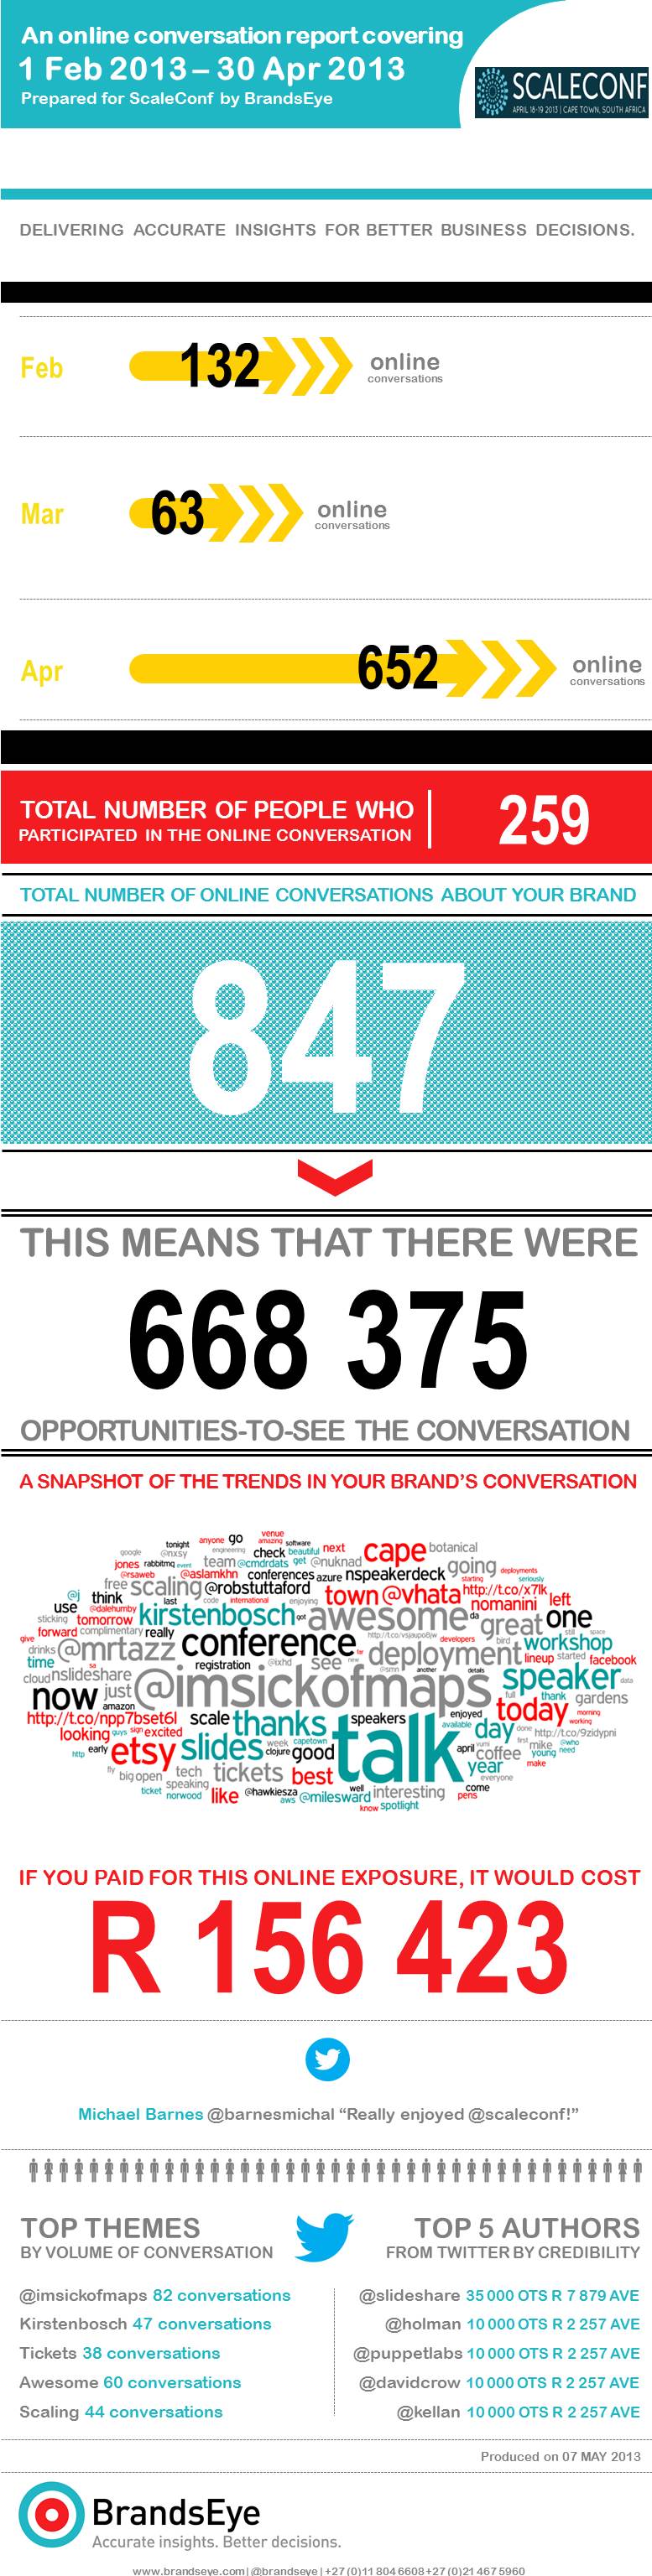 An online conversation report covering
1 Feb 2013 – 30 Apr 2013
Prepared for ScaleConf by BrandsEye
SCALECONF
APRIL 18-19 2013 | CAPE TOWN, SOUTH AFRICA
DELIVERING ACCURATE INSIGHTS FOR BETTER BUSINESS DECISIONS.
Feb
132
online
conversations
Mar
63
online
conversations
Apr
652
online
conversations
TOTAL NUMBER OF PEOPLE WHO
PARTICIPATED IN THE ONLINE CONVERSATION
259
TOTAL NUMBER OF ONLINE CONVERSATIONS ABOUT YOUR BRAND
847
THIS MEANS THAT THERE WERE
668 375
OPPORTUNITIES-TO-SEE THE CONVERSATION
A SNAPSHOT OF THE TRENDS IN YOUR BRAND'S CONVERSATION
tonight anyone go venue amazing software
google @nxsy engineering check beautiful next cape botanical
jones rabbitmq event team @cmdrdats get @nuknad going deployments
@rsaweb @aslamkhn conferences azure nspeakerdeck starting seriously
free scaling @robstuttaford town @vhata http://t.co/x7lk
@j think last code international enjoying nomanini left
use @dalehumby kirstenbosch got awesome da great one
sticking tomorrow
give forward complimentary really conference http://t.co/vsjaupo6jw developers bird still space
drinks @mrtazz for deployment workshop
time sa registration @ixhd see new lineup started facebook
cloud nslideshare @imsickofmaps @rsmn another details speaker data
now just amazon full thank gardens
http://t.co/npp7bset6l scale thanks speakers enjoyed today morning working
looking guys sign excited talk available day done http://t.co/9zidypni
http early etsy slides week capetown clojure good april vumi coffee first mike @who young need
fly big open tech tickets best year make
ticket speaking well everyone come
norwood like @hawkiesza aws @milesward interesting pens
know spotlight
IF YOU PAID FOR THIS ONLINE EXPOSURE, IT WOULD COST
R 156 423
Michael Barnes @barnesmichal “Really enjoyed @scaleconf!”
TOP THEMES
BY VOLUME OF CONVERSATION
@imsickofmaps 82 conversations
Kirstenbosch 47 conversations
Tickets 38 conversations
Awesome 60 conversations
Scaling 44 conversations
TOP 5 AUTHORS
FROM TWITTER BY CREDIBILITY
@slideshare 35 000 OTS R 7 879 AVE
@holman 10 000 OTS R 2 257 AVE
@puppetlabs 10 000 OTS R 2 257 AVE
@davidcrow 10 000 OTS R 2 257 AVE
@kellan 10 000 OTS R 2 257 AVE
Produced on 07 MAY 2013
BrandsEye
Accurate insights. Better decisions.
www.brandseye.com | @brandseye | +27 (0)11 804 6608 +27 (0)21 467 5960